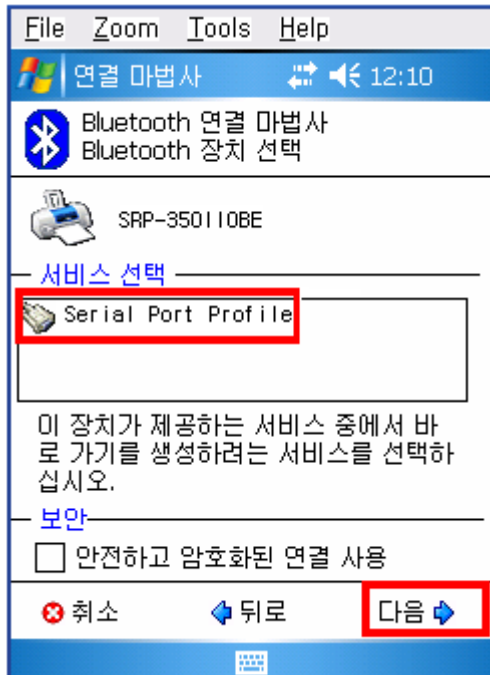 File Zoom Tools Help
연결 마법사 12:10
Bluetooth 연결 마법사
Bluetooth 장치 선택
SRP-350IIOBE
서비스 선택
Serial Port Profile
이 장치가 제공하는 서비스 중에서 바
로 가기를 생성하려는 서비스를 선택하
십시오.
보안
안전하고 암호화된 연결 사용
취소 뒤로 다음